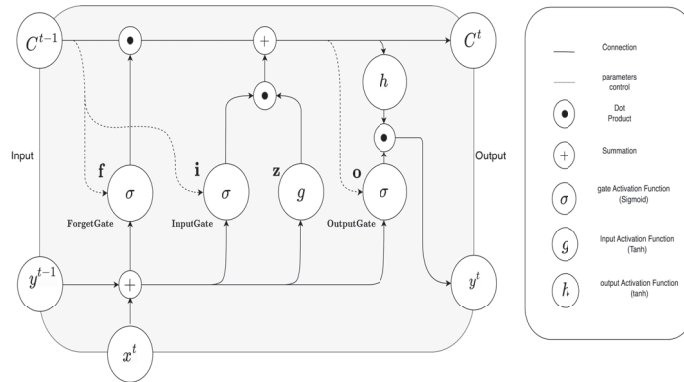 C^{t-1}
C^t
h
Input
Output
f
i
z
o
σ
σ
g
σ
ForgetGate
InputGate
OutputGate
y^{t-1}
+
+
y^t
x^t
Connection
parameters
control
Dot
Product
+
Summation
σ
gate Activation Function
(Sigmoid)
g
Input Activation Function
(Tanh)
h
output Activation Function
(tanh)